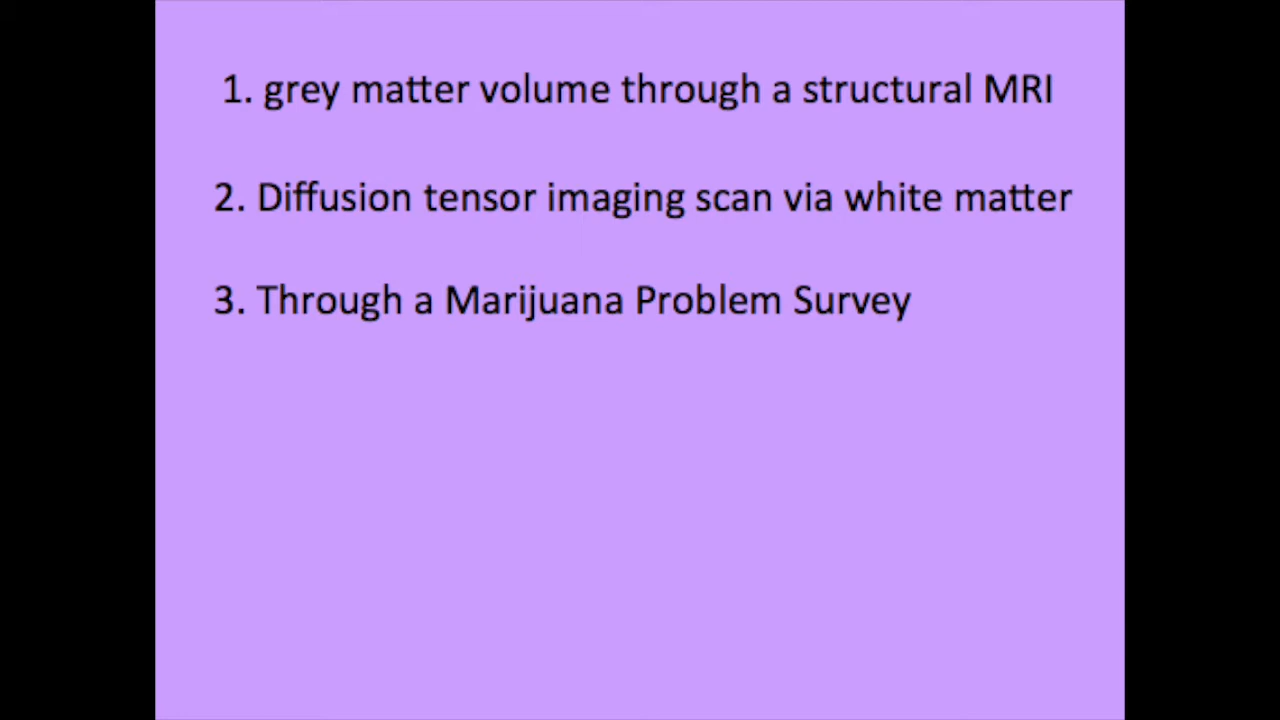 1. grey matter volume through a structural MRI
2. Diffusion tensor imaging scan via white matter
3. Through a Marijuana Problem Survey